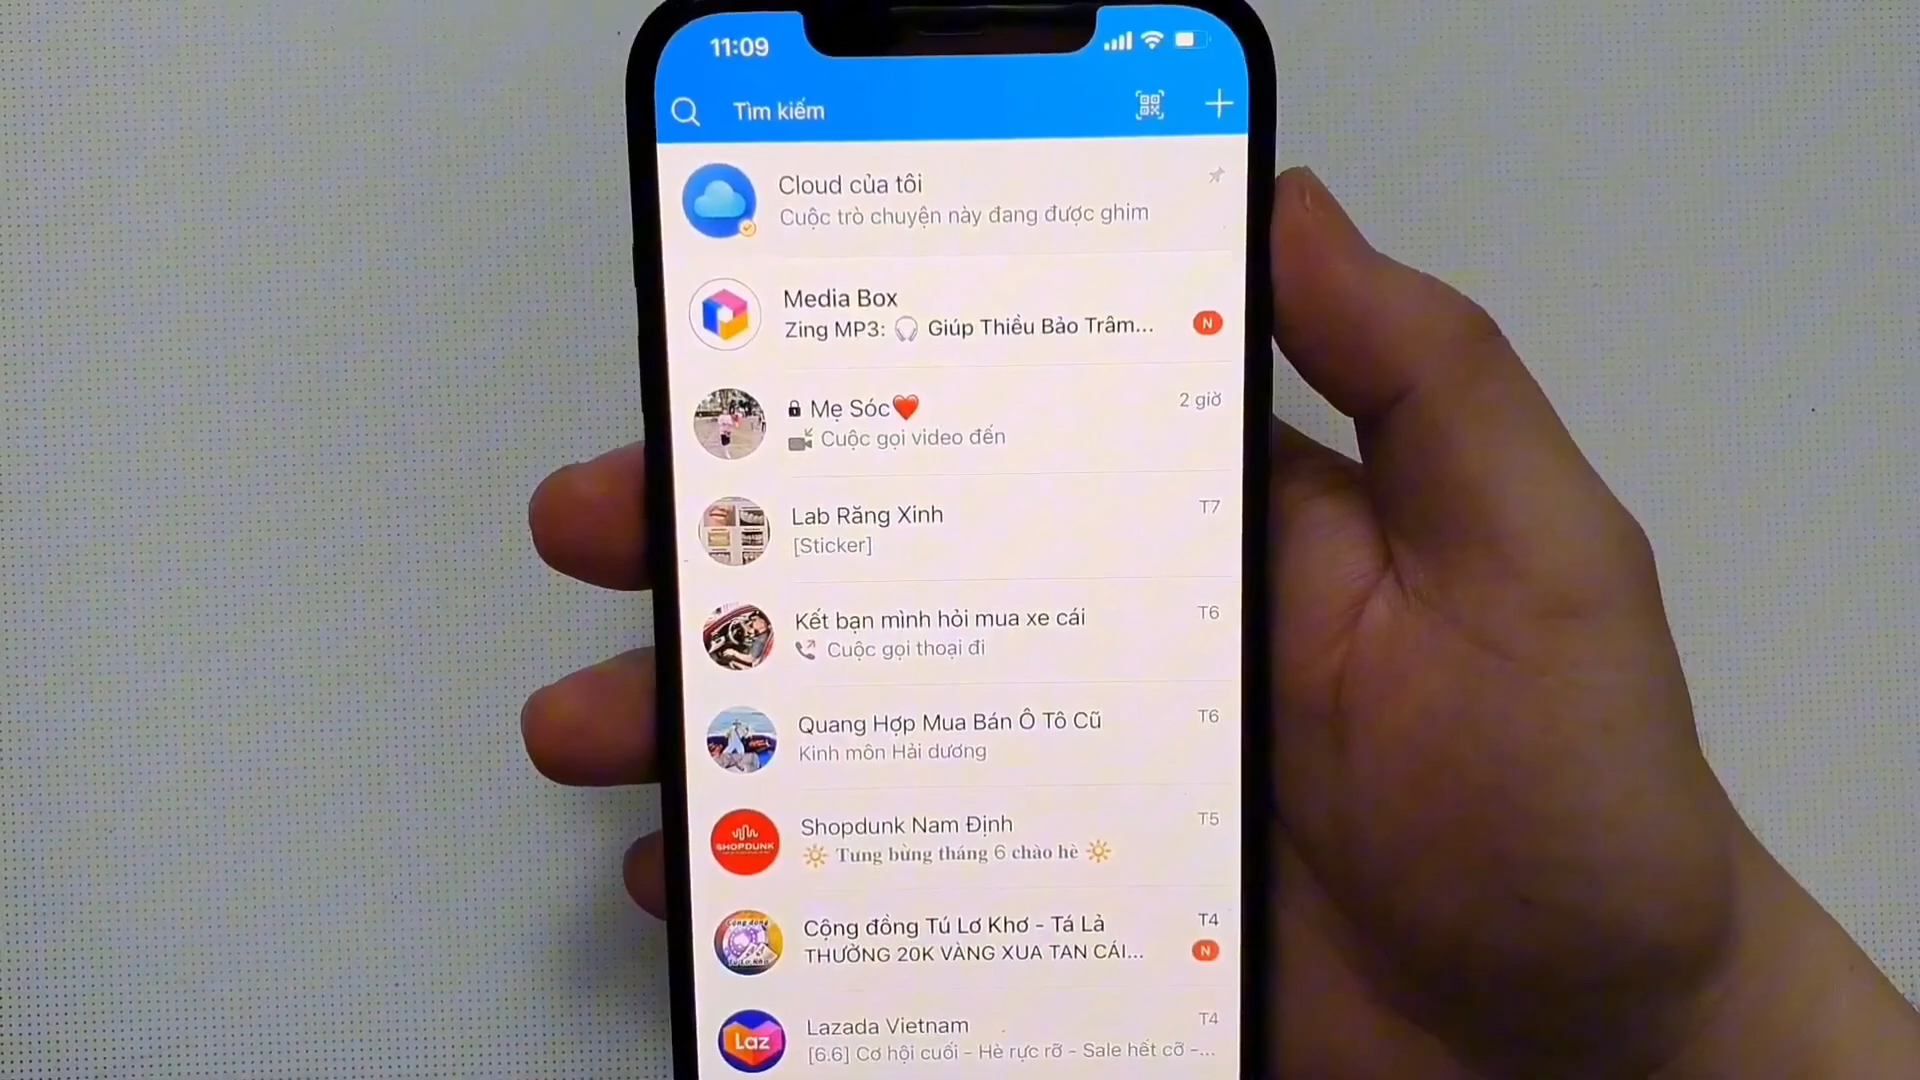 11:09
Tìm kiếm
Cloud của tôi
Cuộc trò chuyện này đang được ghim
Media Box
Zing MP3: 🎧 Giúp Thiều Bảo Trâm...
N
Mẹ Sóc❤️
2 giờ
Cuộc gọi video đến
Lab Răng Xinh
T7
[Sticker]
Kết bạn mình hỏi mua xe cái
T6
Cuộc gọi thoại đi
Quang Hợp Mua Bán Ô Tô Cũ
T6
Kinh môn Hải dương
SHOPDUNK
Shopdunk Nam Định
T5
🔆 Tưng bừng tháng 6 chào hè 🔆
Cộng đồng Tú Lơ Khơ - Tá Lả
T4
THƯỞNG 20K VÀNG XUA TAN CÁI...
N
Laz
Lazada Vietnam
T4
[6.6] Cơ hội cuối - Hè rực rỡ - Sale hết cỡ -...